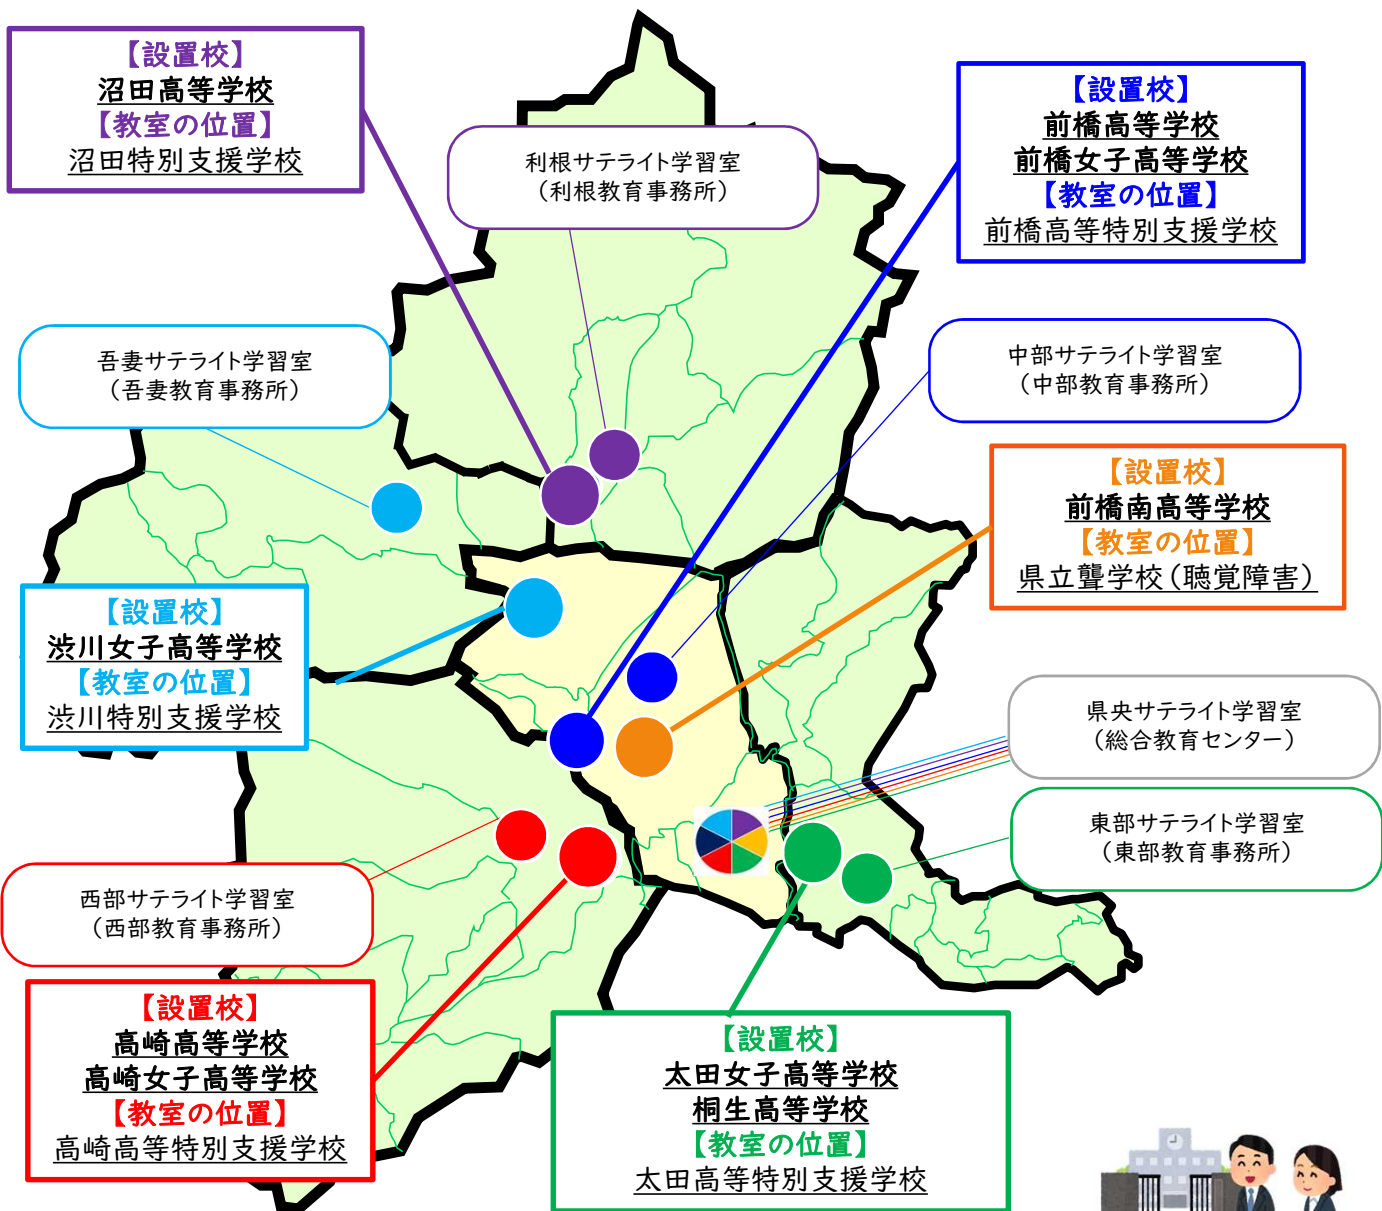 【設置校】
沼田高等学校
【教室の位置】
沼田特別支援学校
利根サテライト学習室
（利根教育事務所）
【設置校】
前橋高等学校
前橋女子高等学校
【教室の位置】
前橋高等特別支援学校
吾妻サテライト学習室
（吾妻教育事務所）
中部サテライト学習室
（中部教育事務所）
【設置校】
前橋南高等学校
【教室の位置】
県立聾学校（聴覚障害）
【設置校】
渋川女子高等学校
【教室の位置】
渋川特別支援学校
県央サテライト学習室
（総合教育センター）
東部サテライト学習室
（東部教育事務所）
西部サテライト学習室
（西部教育事務所）
【設置校】
高崎高等学校
高崎女子高等学校
【教室の位置】
高崎高等特別支援学校
【設置校】
太田女子高等学校
桐生高等学校
【教室の位置】
太田高等特別支援学校